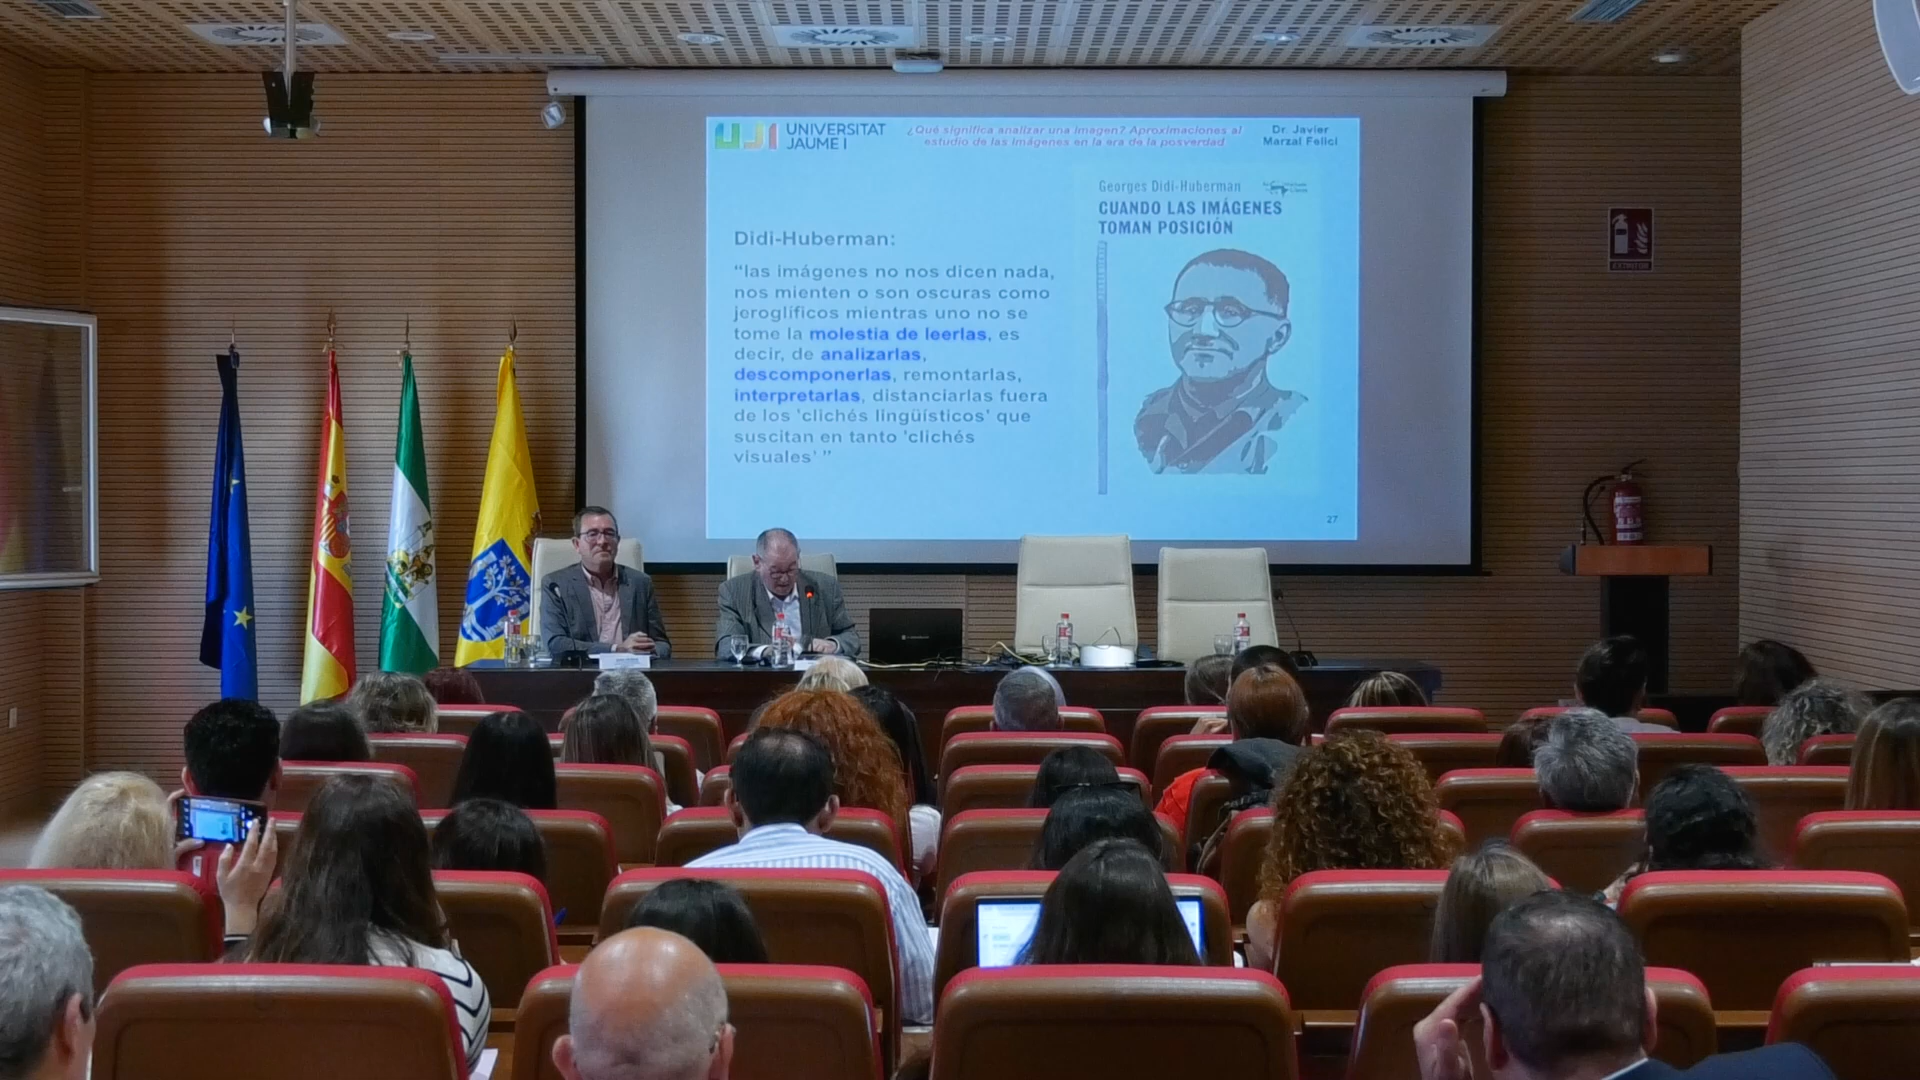 UJI UNIVERSITAT
JAUME I
¿Qué significa analizar una imagen? Aproximaciones al
estudio de las imágenes en la era de la posverdad
Dr. Javier
Marzal Felici
Georges Didi-Huberman
CUANDO LAS IMÁGENES
TOMAN POSICIÓN
Didi-Huberman:
“las imágenes no nos dicen nada,
nos mienten o son oscuras como
jeroglíficos mientras uno no se
tome la molestia de leerlas, es
decir, de analizarlas,
descomponerlas, remontarlas,
interpretarlas, distanciarlas fuera
de los 'clichés lingüísticos' que
suscitan en tanto 'clichés
visuales' ”
27
EXTINTOR